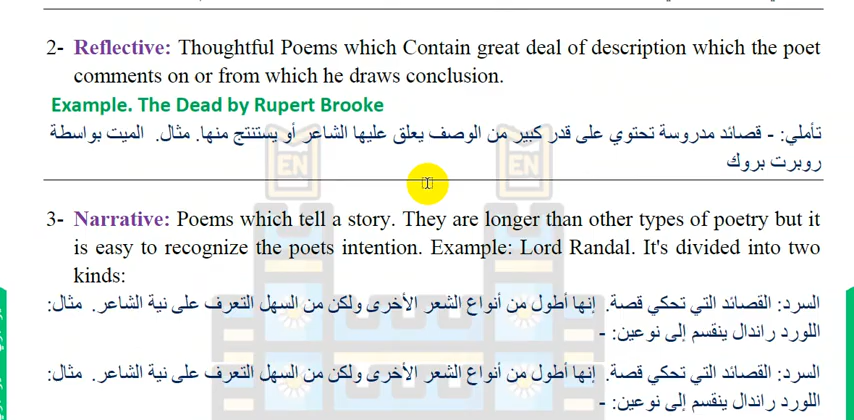 2- Reflective: Thoughtful Poems which Contain great deal of description which the poet
comments on or from which he draws conclusion.
Example. The Dead by Rupert Brooke
تأملي: - قصائد مدروسة تحتوي على قدر كبير من الوصف يعلق عليها الشاعر أو يستنتج منها. مثال. الميت بواسطة
روبرت بروك
EN EN
3- Narrative: Poems which tell a story. They are longer than other types of poetry but it
is easy to recognize the poets intention. Example: Lord Randal. It's divided into two
kinds:
السرد: القصائد التي تحكي قصة. إنها أطول من أنواع الشعر الأخرى ولكن من السهل التعرف على نية الشاعر. مثال:
اللورد راندال ينقسم إلى نوعين: -
السرد: القصائد التي تحكي قصة. إنها أطول من أنواع الشعر الأخرى ولكن من السهل التعرف على نية الشاعر. مثال:
اللورد راندال ينقسم إلى نوعين: -